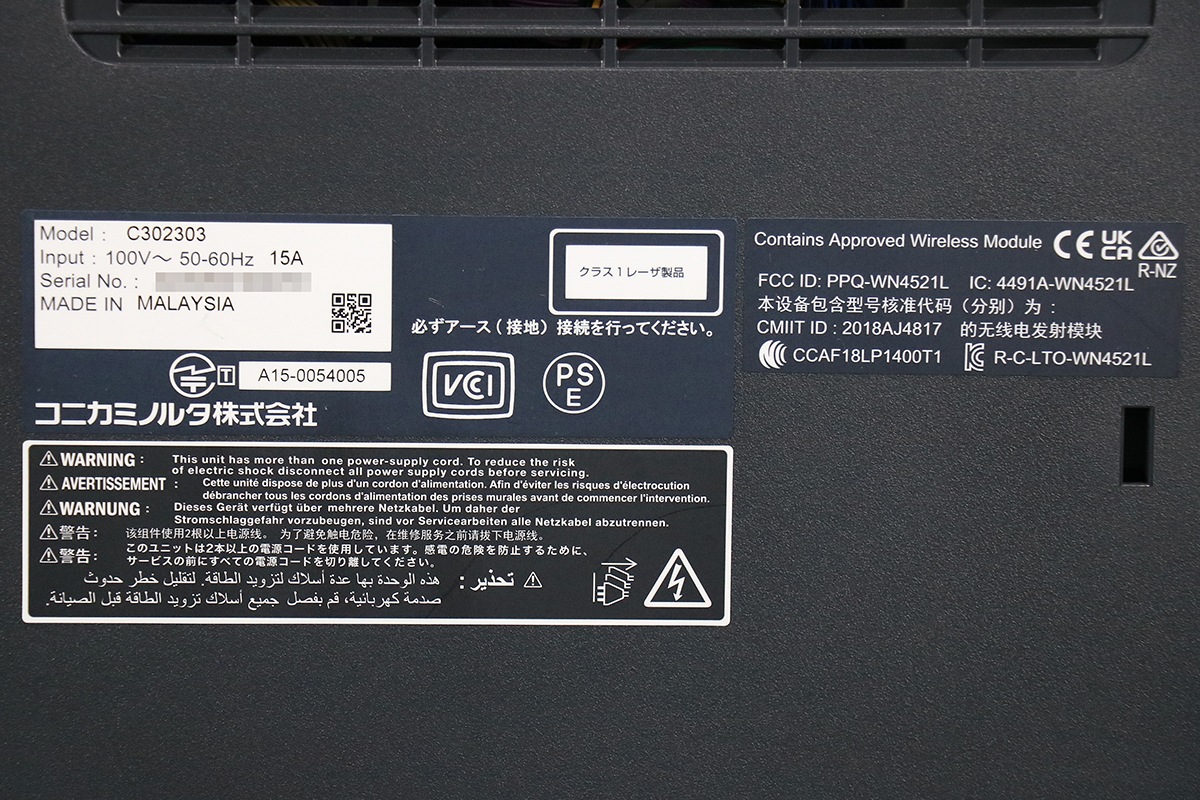 Model : C302303
Input : 100V～ 50-60Hz 15A
Serial No. :
MADE IN MALAYSIA
T A15-0054005
コニカミノルタ株式会社
クラス1レーザ製品
必ずアース（接地）接続を行ってください。
VCCI
PS
E
Contains Approved Wireless Module CE UK
CA
R-NZ
FCC ID: PPQ-WN4521L IC: 4491A-WN4521L
本设备包含型号核准代码（分别）为：
CMIIT ID : 2018AJ4817 的无线电发射模块
CCAF18LP1400T1 R-C-LTO-WN4521L
WARNING : This unit has more than one power-supply cord. To reduce the risk
of electric shock disconnect all power supply cords before servicing.
AVERTISSEMENT : Cette unité dispose de plus d'un cordon d'alimentation. Afin d'éviter les risques d'électrocution
débrancher tous les cordons d'alimentation des prises murales avant de commencer l'intervention.
WARNUNG : Dieses Gerät verfügt über mehrere Netzkabel. Um daher der
Stromschlaggefahr vorzubeugen, sind vor Servicearbeiten alle Netzkabel abzutrennen.
警告： 该组件使用2根以上电源线。 为了避免触电危险，在维修服务之前请拔下电源线。
警告： このユニットは2本以上の電源コードを使用しています。感電の危険を防止するために、
サービスの前にすべての電源コードを切り離してください。
تحذير : هذه الوحدة بها عدة أسلاك لتزويد الطاقة. لتقليل خطر حدوث
صدمة كهربائية، قم بفصل جميع أسلاك تزويد الطاقة قبل الصيانة.